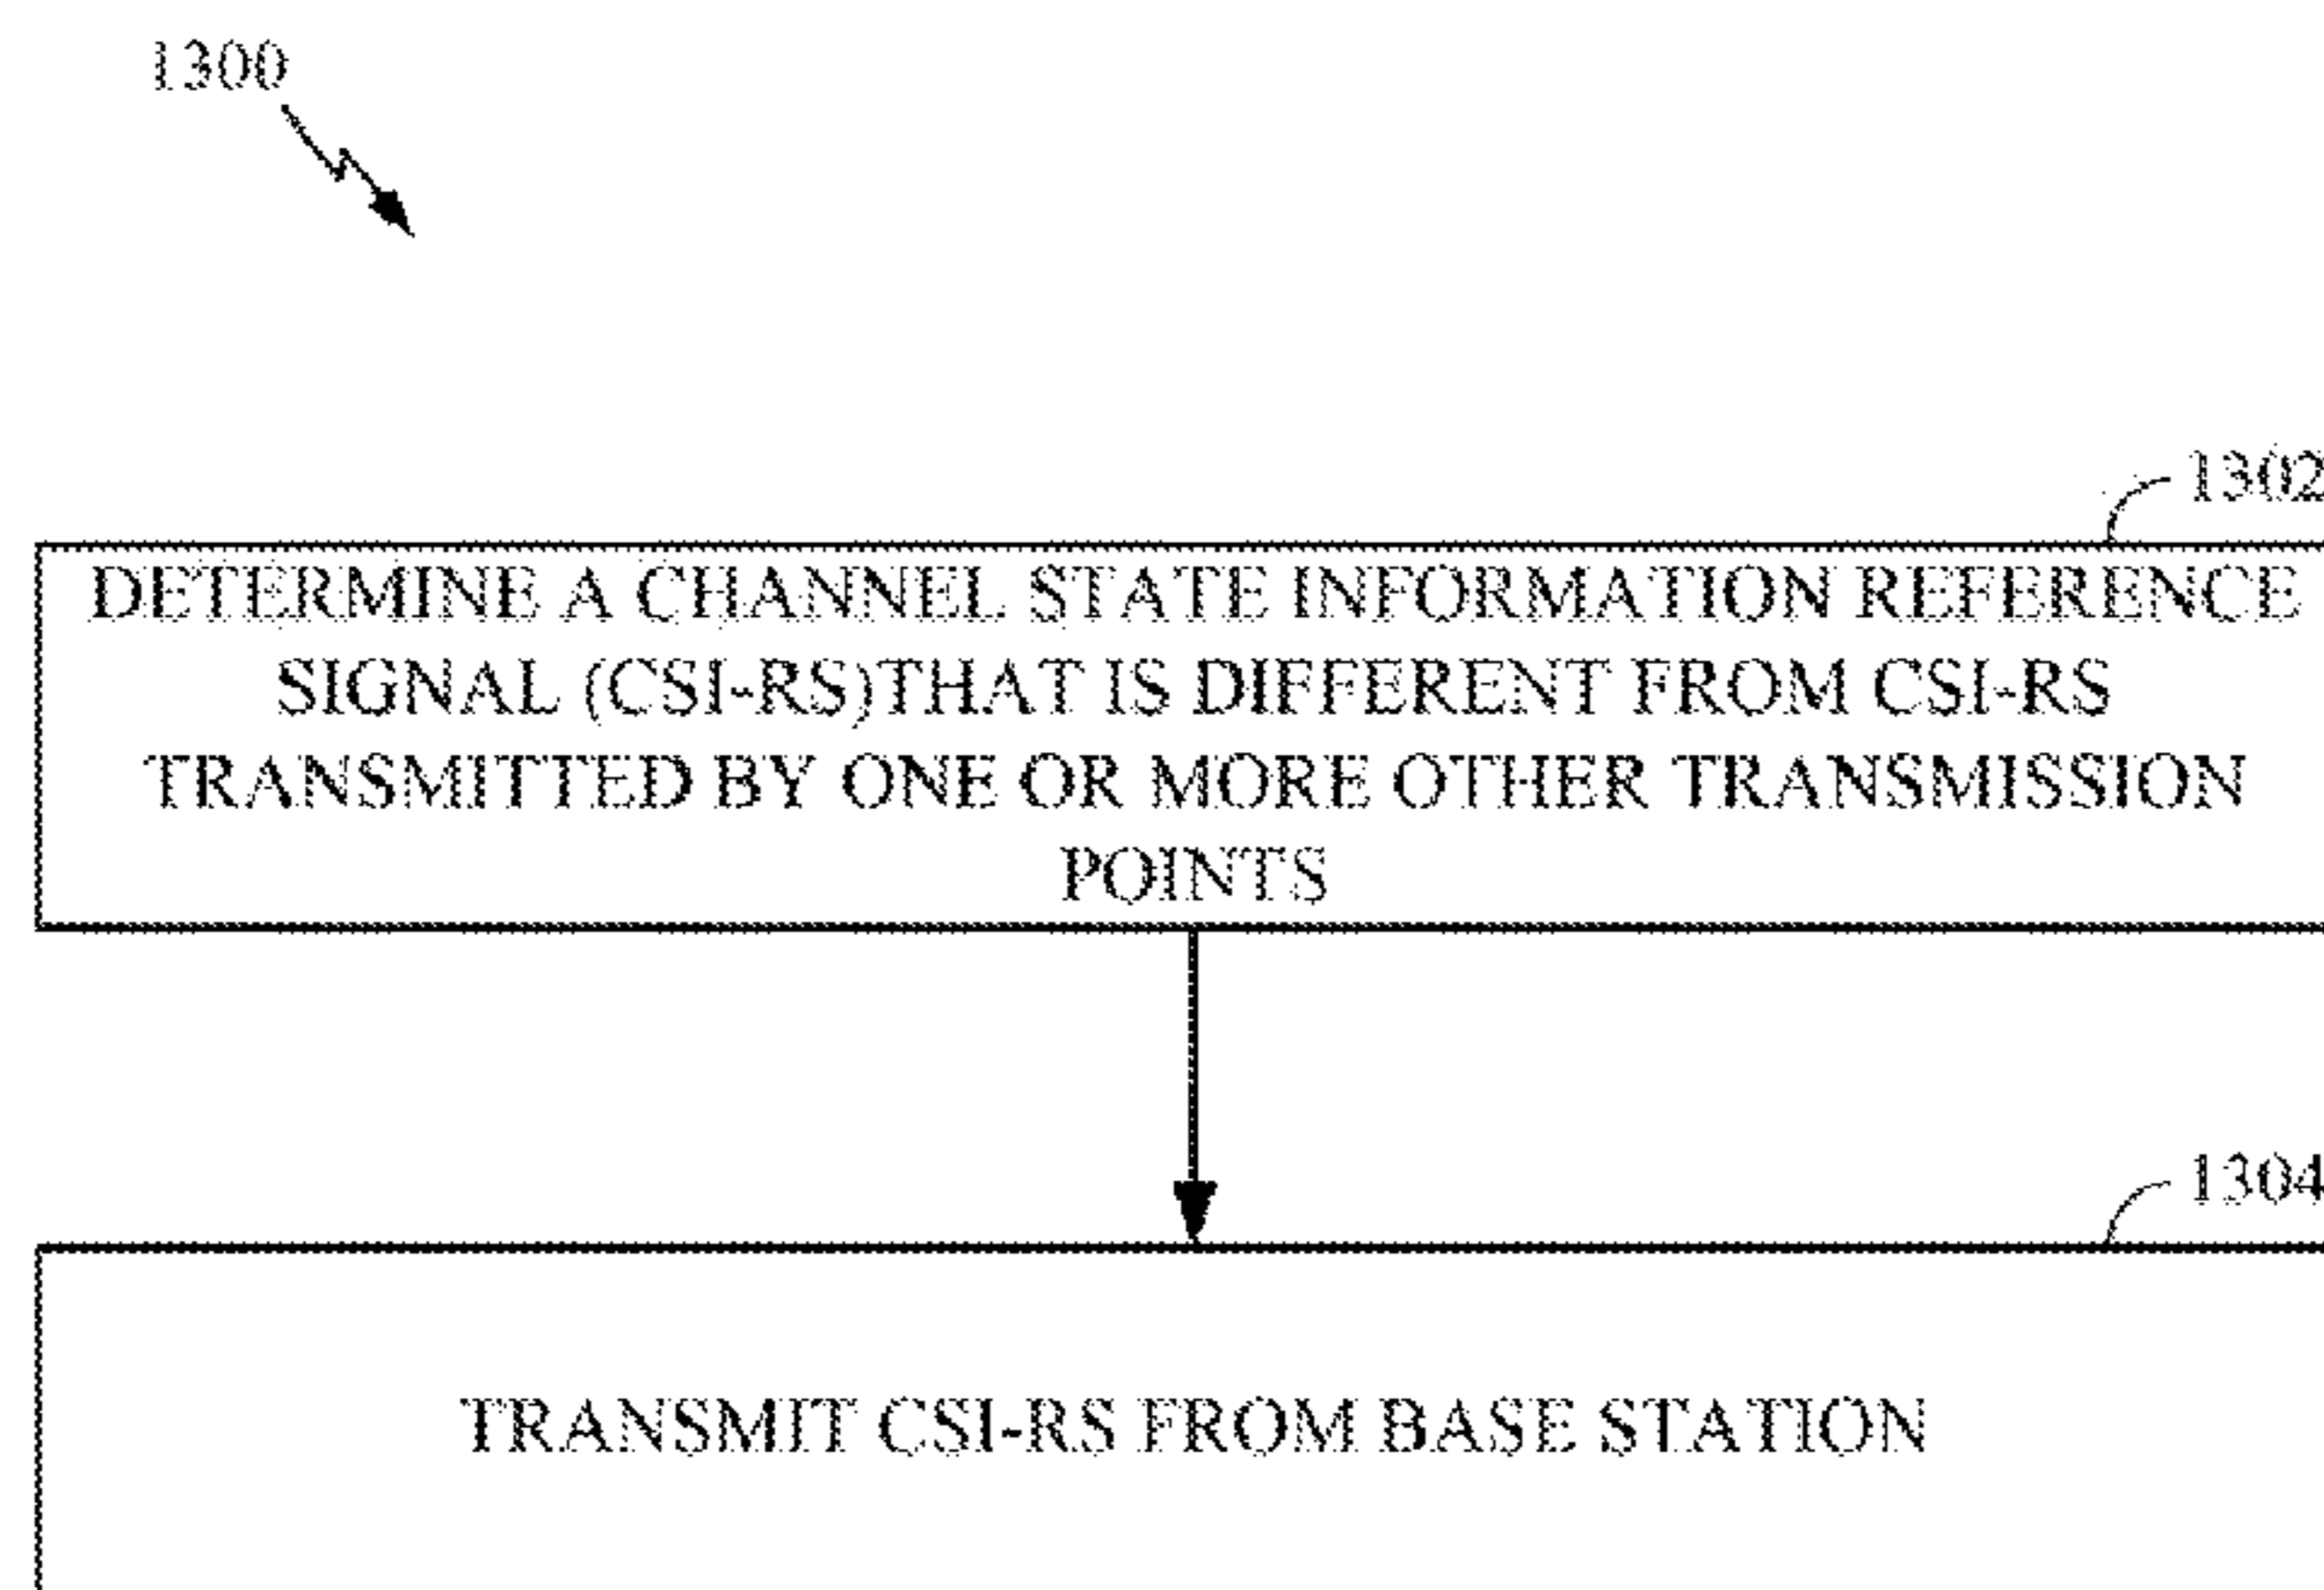 1300
1302
DETERMINE A CHANNEL STATE INFORMATION REFERENCE
SIGNAL (CSI-RS)THAT IS DIFFERENT FROM CSI-RS
TRANSMITTED BY ONE OR MORE OTHER TRANSMISSION
POINTS
1304
TRANSMIT CSI-RS FROM BASE STATION